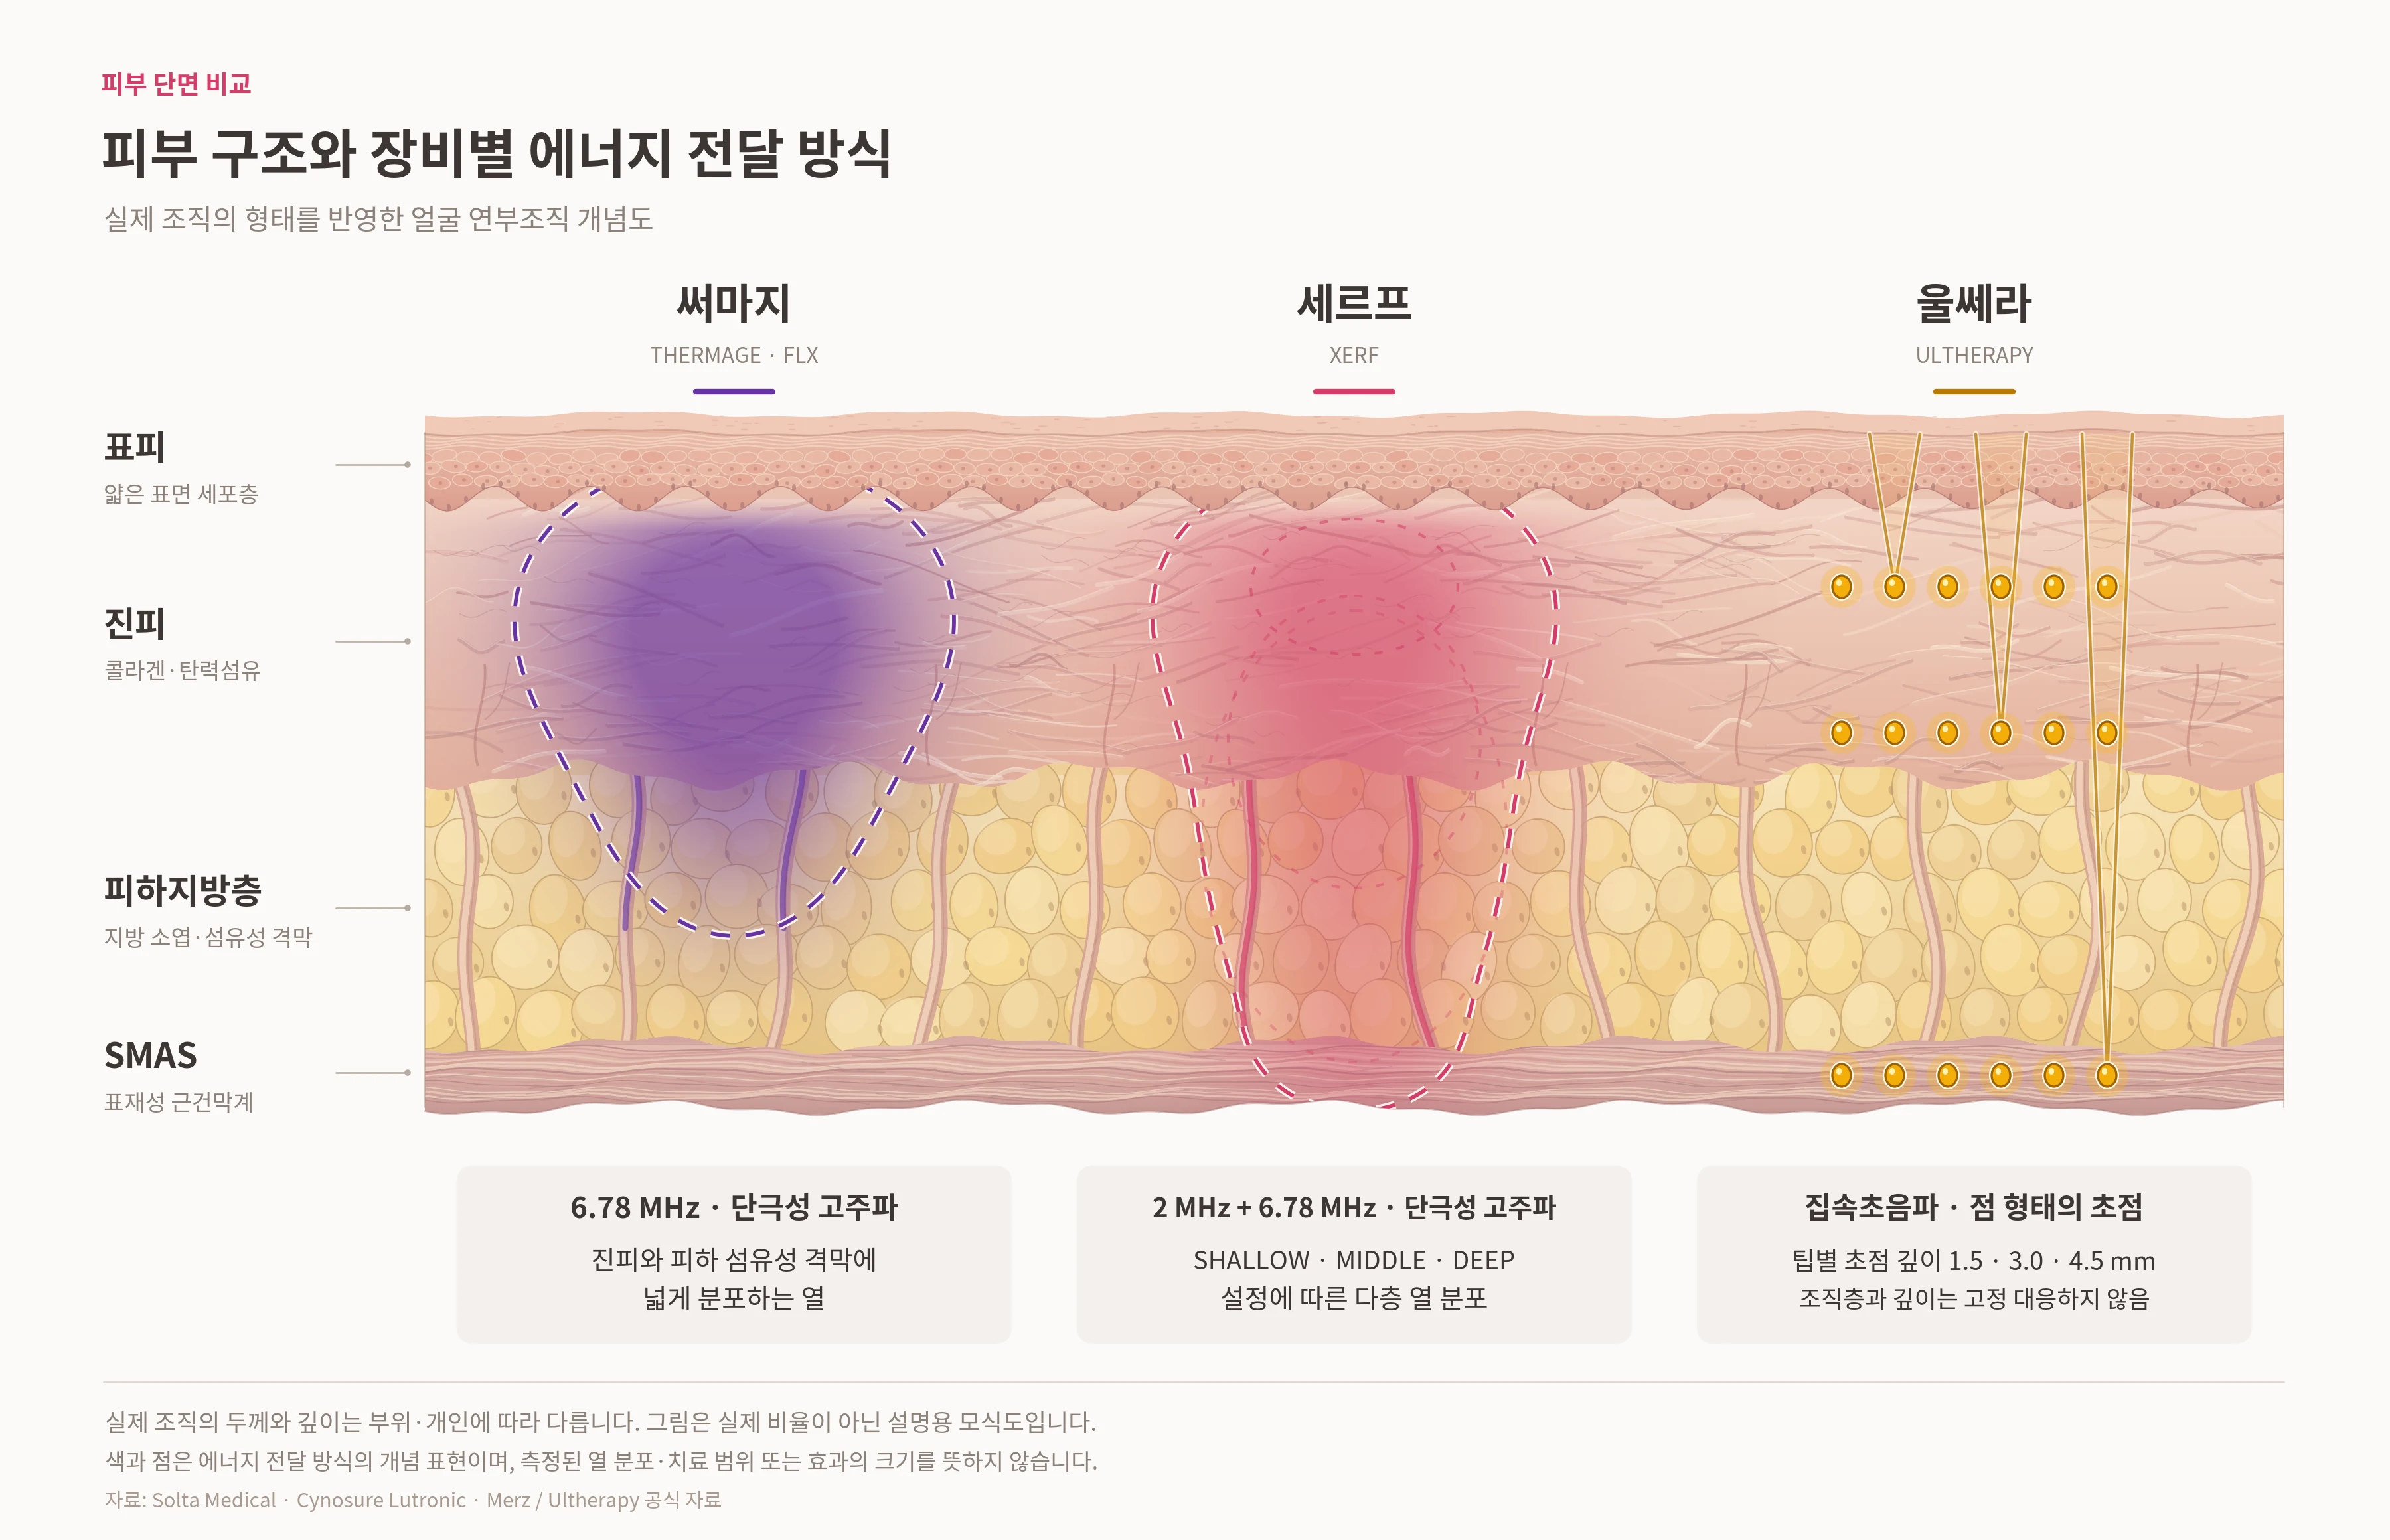 피부 단면 비교
피부 구조와 장비별 에너지 전달 방식
실제 조직의 형태를 반영한 얼굴 연부조직 개념도
써마지
THERMAGE · FLX
세르프
XERF
울쎄라
ULTHERAPY
표피
얇은 표면 세포층
진피
콜라겐·탄력섬유
피하지방층
지방 소엽·섬유성 격막
SMAS
표재성 근건막계
6.78 MHz · 단극성 고주파
진피와 피하 섬유성 격막에
넓게 분포하는 열
2 MHz + 6.78 MHz · 단극성 고주파
SHALLOW · MIDDLE · DEEP
설정에 따른 다층 열 분포
집속초음파 · 점 형태의 초점
팁별 초점 깊이 1.5 · 3.0 · 4.5 mm
조직층과 깊이는 고정 대응하지 않음
실제 조직의 두께와 깊이는 부위·개인에 따라 다릅니다. 그림은 실제 비율이 아닌 설명용 모식도입니다.
색과 점은 에너지 전달 방식의 개념 표현이며, 측정된 열 분포·치료 범위 또는 효과의 크기를 뜻하지 않습니다.
자료: Solta Medical · Cynosure Lutronic · Merz / Ultherapy 공식 자료